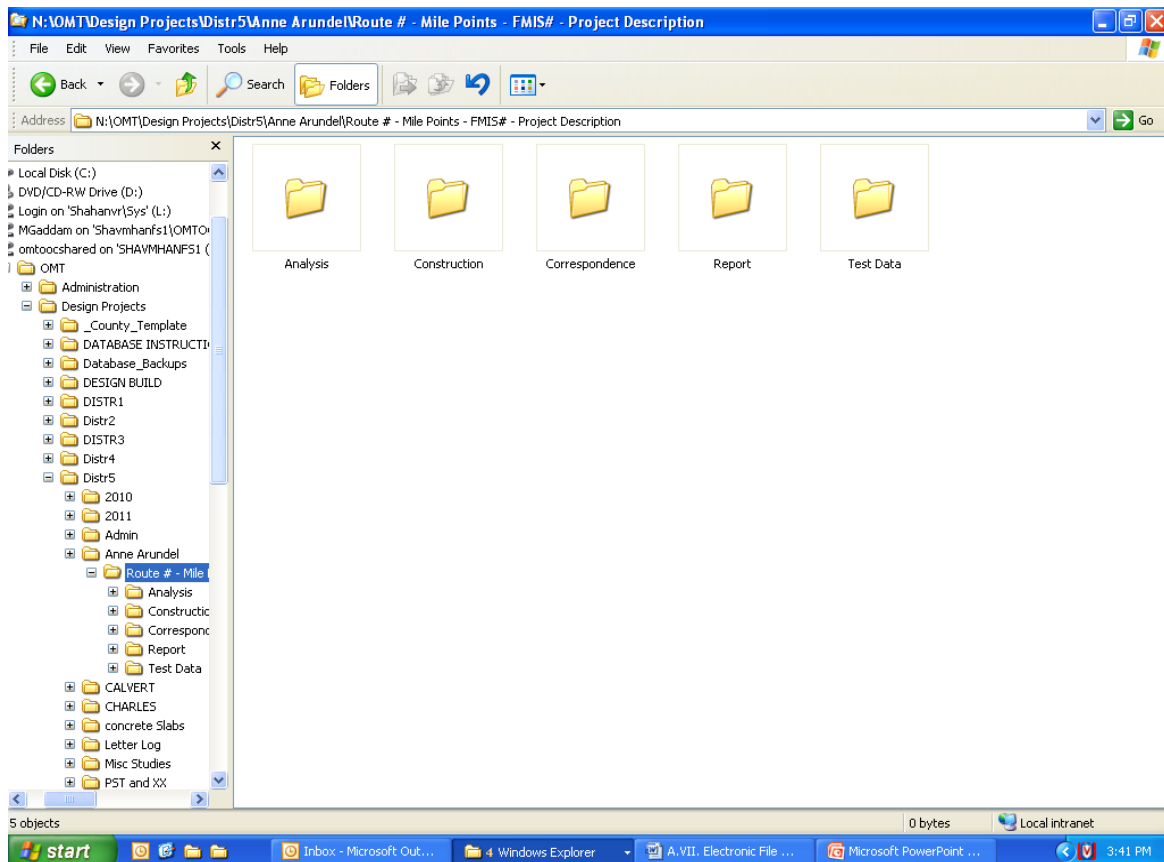 N:\OMT\Design Projects\Distr5\Anne Arundel\Route # - Mile Points - FMIS# - Project Description
File Edit View Favorites Tools Help
Back Search Folders
Address N:\OMT\Design Projects\Distr5\Anne Arundel\Route # - Mile Points - FMIS# - Project Description Go
Folders
Local Disk (C:)
DVD/CD-RW Drive (D:)
Login on 'Shahanvr\Sys' (L:)
MGaddam on 'Shavmhanfs1\OMTO
omtoocshared on 'SHAVMHANFS1 (
OMT
Administration
Design Projects
_County_Template
DATABASE INSTRUCTI
Database_Backups
DESIGN BUILD
DISTR1
Distr2
DISTR3
Distr4
Distr5
2010
2011
Admin
Anne Arundel
Route # - Mile
Analysis
Constructio
Correspond
Report
Test Data
CALVERT
CHARLES
concrete Slabs
Letter Log
Misc Studies
PST and XX
Analysis Construction Correspondence Report Test Data
5 objects 0 bytes Local intranet
start Inbox - Microsoft Out... 4 Windows Explorer A.VII. Electronic File ... Microsoft PowerPoint ... 3:41 PM